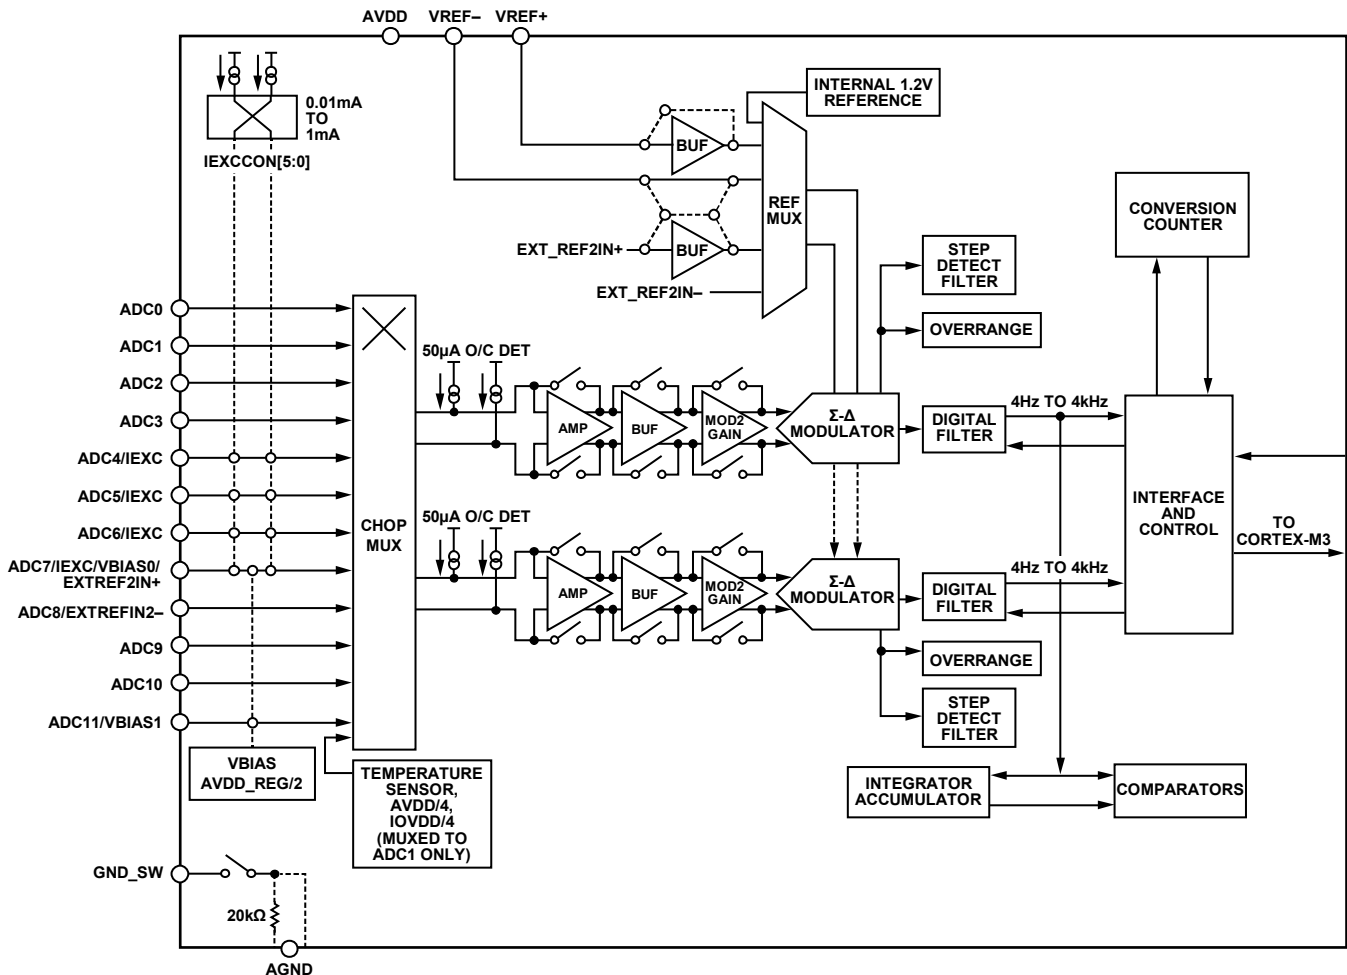 AVDD
VREF–
VREF+
0.01mA
TO
1mA
IEXCCON[5:0]
INTERNAL 1.2V
REFERENCE
BUF
REF
MUX
EXT_REF2IN+
BUF
EXT_REF2IN–
CONVERSION
COUNTER
STEP
DETECT
FILTER
OVERRANGE
ADC0
ADC1
ADC2
ADC3
ADC4/IEXC
ADC5/IEXC
ADC6/IEXC
ADC7/IEXC/VBIAS0/
EXTREF2IN+
ADC8/EXTREFIN2–
ADC9
ADC10
ADC11/VBIAS1
CHOP
MUX
50µA O/C DET
AMP
BUF
MOD2
GAIN
Σ-Δ
MODULATOR
DIGITAL
FILTER
4Hz TO 4kHz
INTERFACE
AND
CONTROL
TO
CORTEX-M3
50µA O/C DET
AMP
BUF
MOD2
GAIN
Σ-Δ
MODULATOR
DIGITAL
FILTER
4Hz TO 4kHz
OVERRANGE
STEP
DETECT
FILTER
VBIAS
AVDD_REG/2
TEMPERATURE
SENSOR,
AVDD/4,
IOVDD/4
(MUXED TO
ADC1 ONLY)
INTEGRATOR
ACCUMULATOR
COMPARATORS
GND_SW
20kΩ
AGND